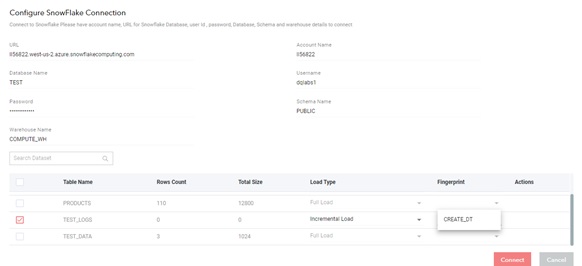 Configure SnowFlake Connection
Connect to Snowflake Please have account name, URL for Snowflake Database, user Id , password, Database, Schema and warehouse details to connect.
URL
Account Name
li56822.west-us-2.azure.snowflakecomputing.com
li56822
Database Name
Username
TEST
dqlabs1
Password
Schema Name
••••••••••••
PUBLIC
Warehouse Name
COMPUTE_WH
Search Dataset
Table Name Rows Count Total Size Load Type Fingerprint Actions
PRODUCTS 110 12800 Full Load
TEST_LOGS 0 0 Incremental Load CREATE_DT
TEST_DATA 3 1024 Full Load
Connect Cancel